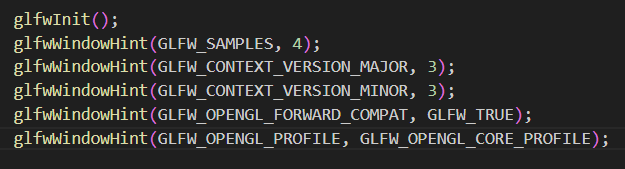 glfwInit();
glfwWindowHint(GLFW_SAMPLES, 4);
glfwWindowHint(GLFW_CONTEXT_VERSION_MAJOR, 3);
glfwWindowHint(GLFW_CONTEXT_VERSION_MINOR, 3);
glfwWindowHint(GLFW_OPENGL_FORWARD_COMPAT, GLFW_TRUE);
glfwWindowHint(GLFW_OPENGL_PROFILE, GLFW_OPENGL_CORE_PROFILE);